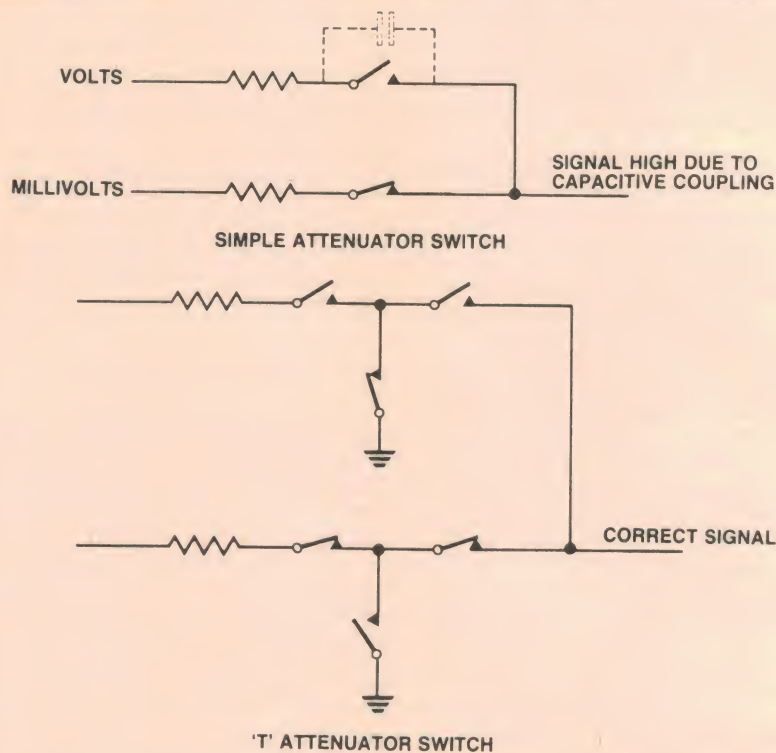 VOLTS
MILLIVOLTS
SIGNAL HIGH DUE TO
CAPACITIVE COUPLING
SIMPLE ATTENUATOR SWITCH
CORRECT SIGNAL
'T' ATTENUATOR SWITCH